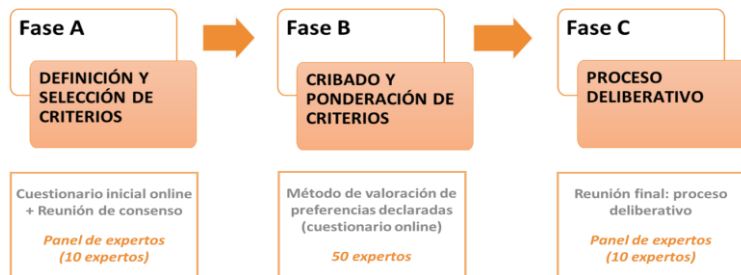 Fase A
DEFINICIÓN Y
SELECCIÓN DE
CRITERIOS
Cuestionario inicial online
+ Reunión de consenso
Panel de expertos
(10 expertos)
Fase B
CRIBADO Y
PONDERACIÓN DE
CRITERIOS
Método de valoración de
preferencias declaradas
(cuestionario online)
50 expertos
Fase C
PROCESO
DELIBERATIVO
Reunión final: proceso
deliberativo
Panel de expertos
(10 expertos)